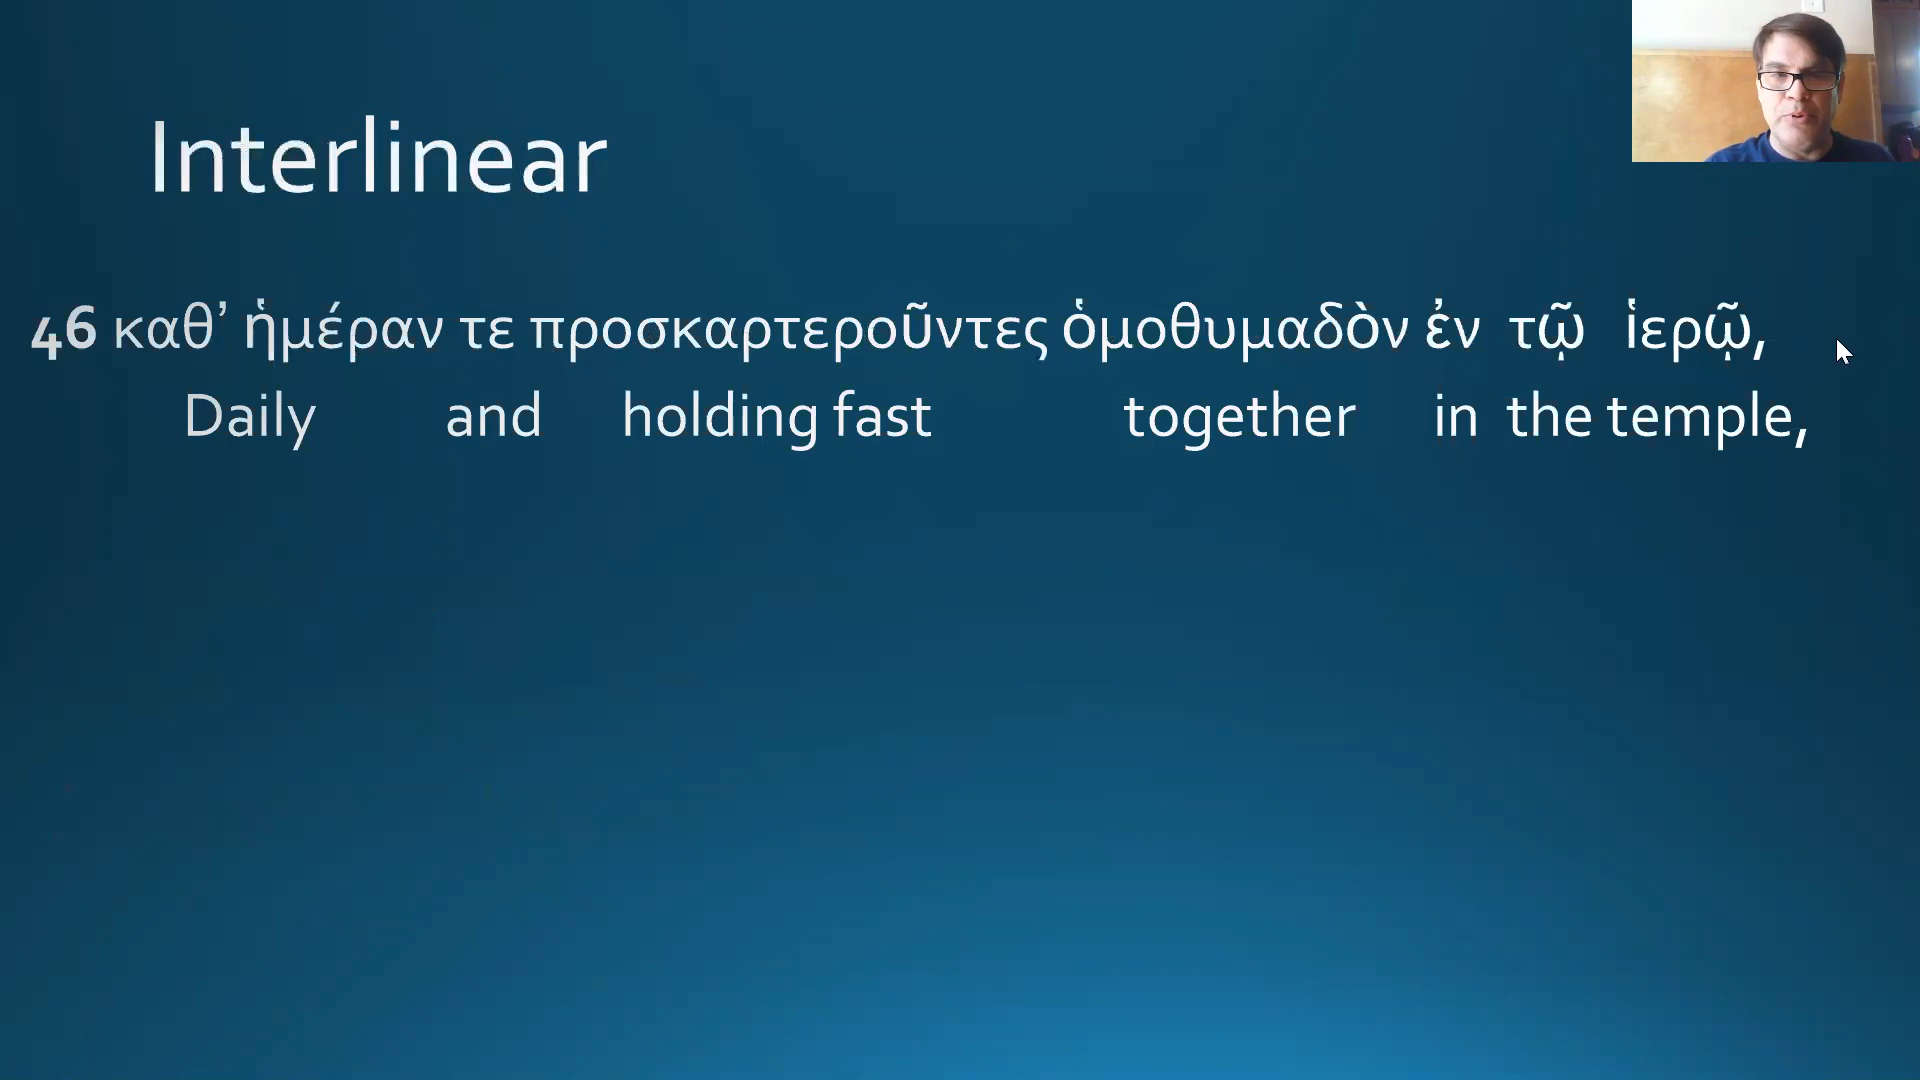 Interlinear
46 καθ’ ἡμέραν τε προσκαρτεροῦντες ὁμοθυμαδὸν ἐν τῷ ἱερῷ,
Daily and holding fast together in the temple,